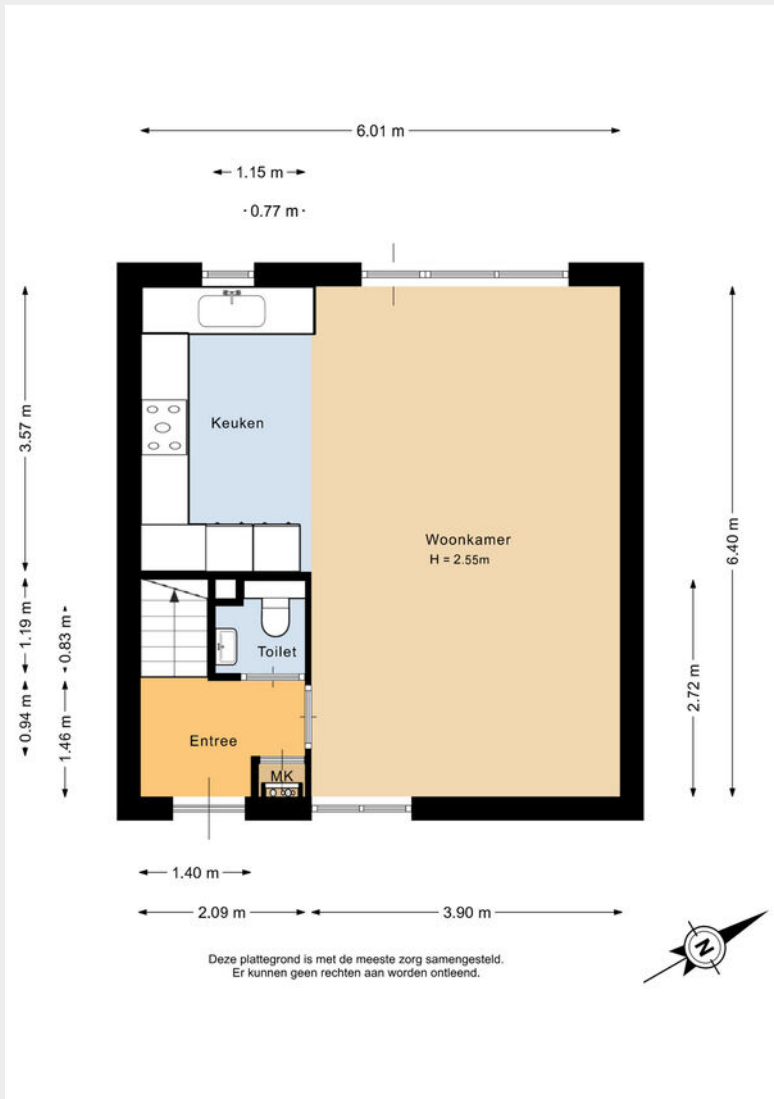 6.01 m
1.15 m
0.77 m
3.57 m
Keuken
Woonkamer
H = 2.55m
6.40 m
1.19 m
0.83 m
Toilet
2.72 m
0.94 m
1.46 m
Entree
MK
1.40 m
2.09 m
3.90 m
N
Deze plattegrond is met de meeste zorg samengesteld.
Er kunnen geen rechten aan worden ontleend.